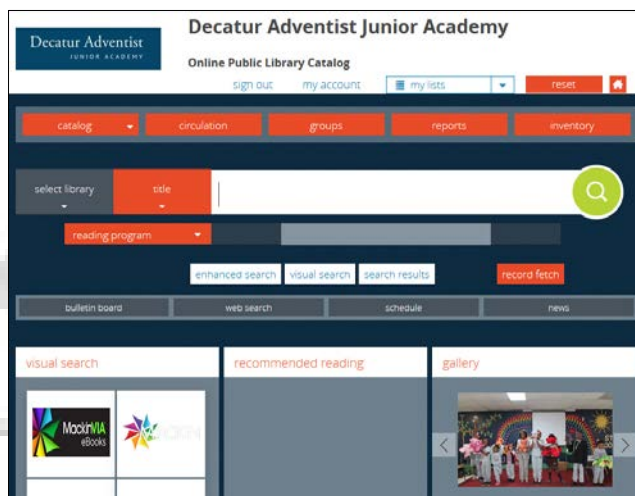 Decatur Adventist
JUNIOR ACADEMY
Decatur Adventist Junior Academy
Online Public Library Catalog
sign out my account my lists reset
catalog circulation groups reports inventory
select library title
reading program
enhanced search visual search search results record fetch
bulletin board web search schedule news
visual search recommended reading gallery
MackinVIA
eBooks